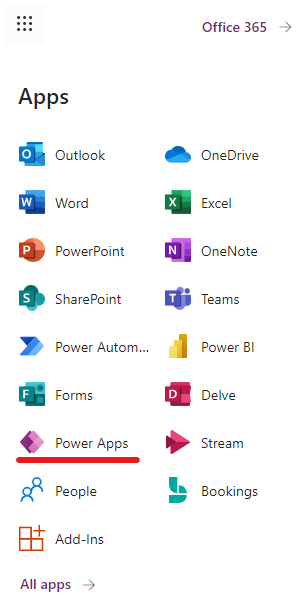 Office 365
Apps
Outlook OneDrive
Word Excel
PowerPoint OneNote
SharePoint Teams
Power Autom... Power BI
Forms Delve
Power Apps Stream
People Bookings
Add-Ins
All apps